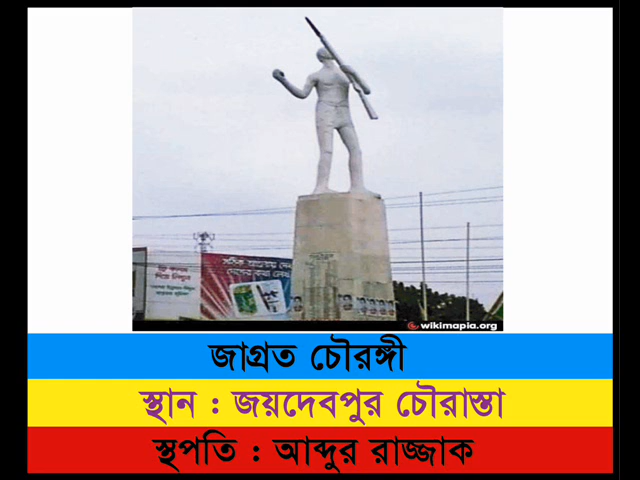 wikimapia.org
জাগ্রত চৌরঙ্গী
স্থান : জয়দেবপুর চৌরাস্তা
স্থপতি : আব্দুর রাজ্জাক